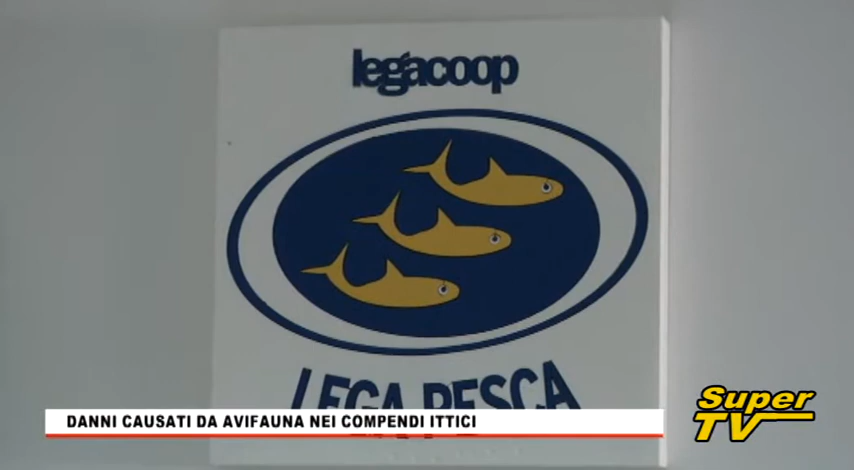 legacoop
LEGA PESCA
DANNI CAUSATI DA AVIFAUNA NEI COMPENDI ITTICI
Super
TV